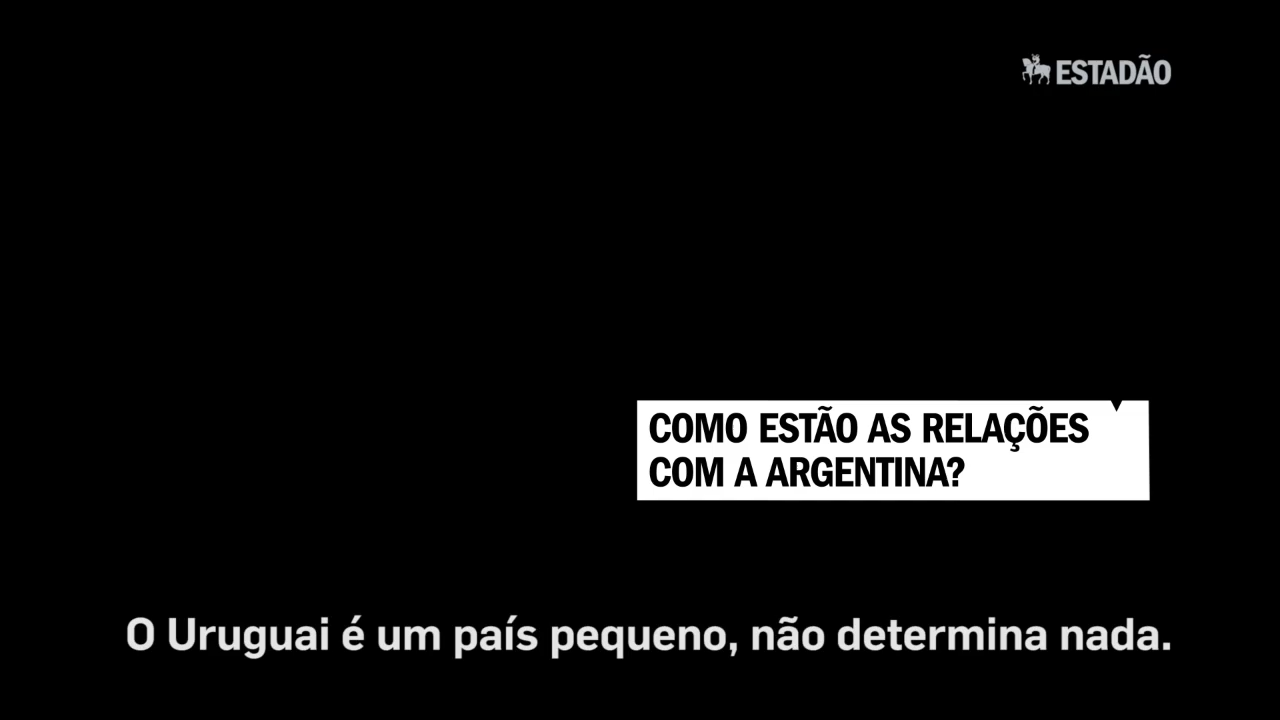 ESTADÃO
COMO ESTÃO AS RELAÇÕES
COM A ARGENTINA?
O Uruguai é um país pequeno, não determina nada.